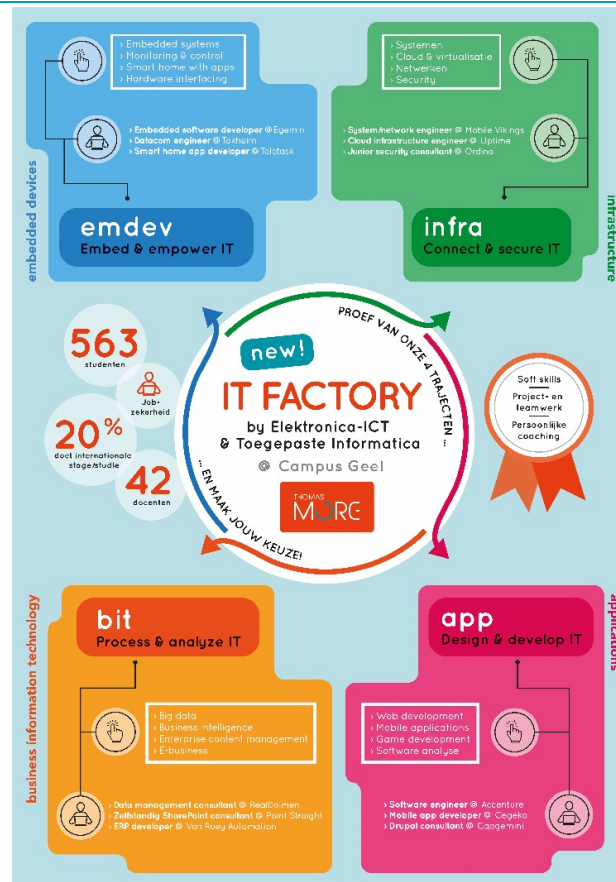 › Embedded systems
› Monitoring & control
› Smart home with apps
› Hardware interfacing
› Embedded software developer @ Egemin
› Datacom engineer @ Tokheim
› Smart home app developer @ Teletask
embedded devices
emdev
Embed & empower IT
› Systemen
› Cloud & virtualisatie
› Netwerken
› Security
› System/network engineer @ Mobile Vikings
› Cloud infrastructure engineer @ Uptime
› Junior security consultant @ Ordina
infra
Connect & secure IT
infrastructure
563
studenten
Job-
zekerheid
20%
doet internationale
stage/studie
42
docenten
PROEF VAN ONZE 4 TRAJECTEN ...
new!
IT FACTORY
by Elektronica-ICT
& Toegepaste Informatica
@ Campus Geel
THOMAS
MORE
... EN MAAK JOUW KEUZE!
Soft skills
Project- en
teamwerk
Persoonlijke
coaching
business information technology
bit
Process & analyze IT
› Big data
› Business intelligence
› Enterprise content management
› E-business
› Data management consultant @ RealDolmen
› Zelfstandig SharePoint consultant @ Point Straight
› ERP developer @ Van Roey Automation
app
Design & develop IT
applications
› Web development
› Mobile applications
› Game development
› Software analyse
› Software engineer @ Accenture
› Mobile app developer @ Cegeka
› Drupal consultant @ Capgemini